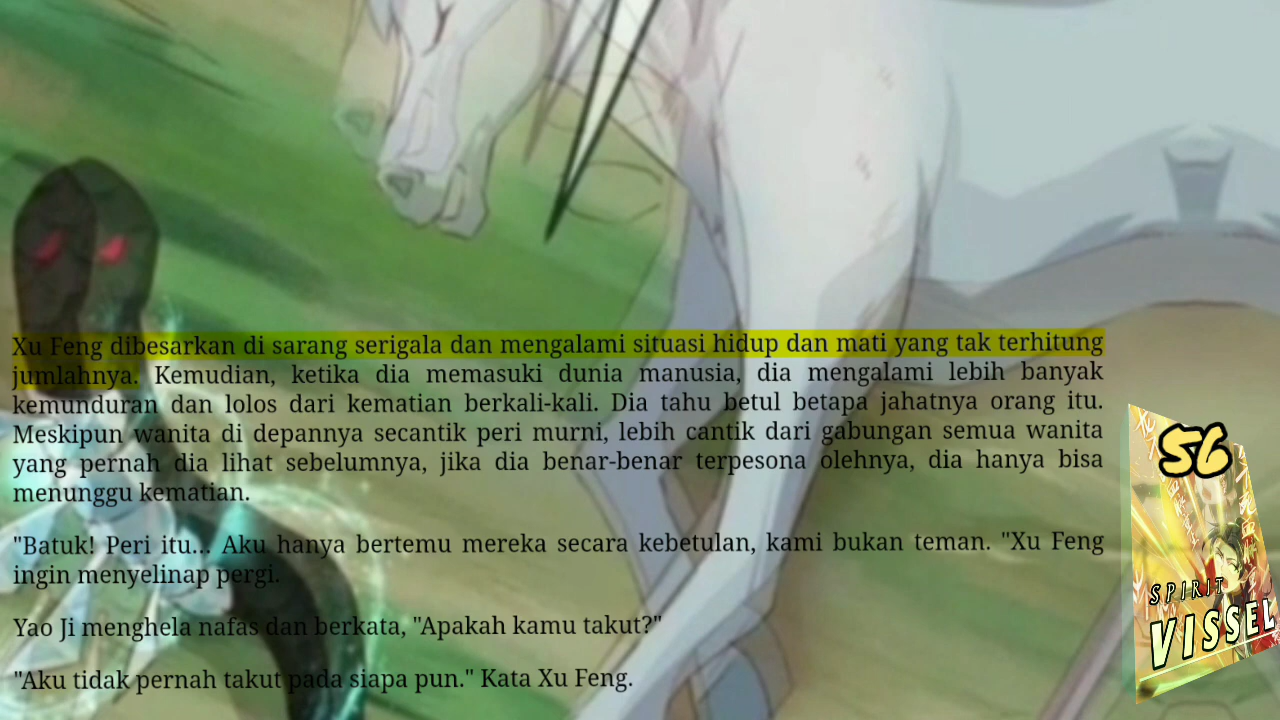 Xu Feng dibesarkan di sarang serigala dan mengalami situasi hidup dan mati yang tak terhitung
jumlahnya. Kemudian, ketika dia memasuki dunia manusia, dia mengalami lebih banyak
kemunduran dan lolos dari kematian berkali-kali. Dia tahu betul betapa jahatnya orang itu.
Meskipun wanita di depannya secantik peri murni, lebih cantik dari gabungan semua wanita
yang pernah dia lihat sebelumnya, jika dia benar-benar terpesona olehnya, dia hanya bisa
menunggu kematian.
"Batuk! Peri itu... Aku hanya bertemu mereka secara kebetulan, kami bukan teman. "Xu Feng
ingin menyelinap pergi.
Yao Ji menghela nafas dan berkata, "Apakah kamu takut?"
"Aku tidak pernah takut pada siapa pun." Kata Xu Feng.
56
SPIRIT
VISSEL